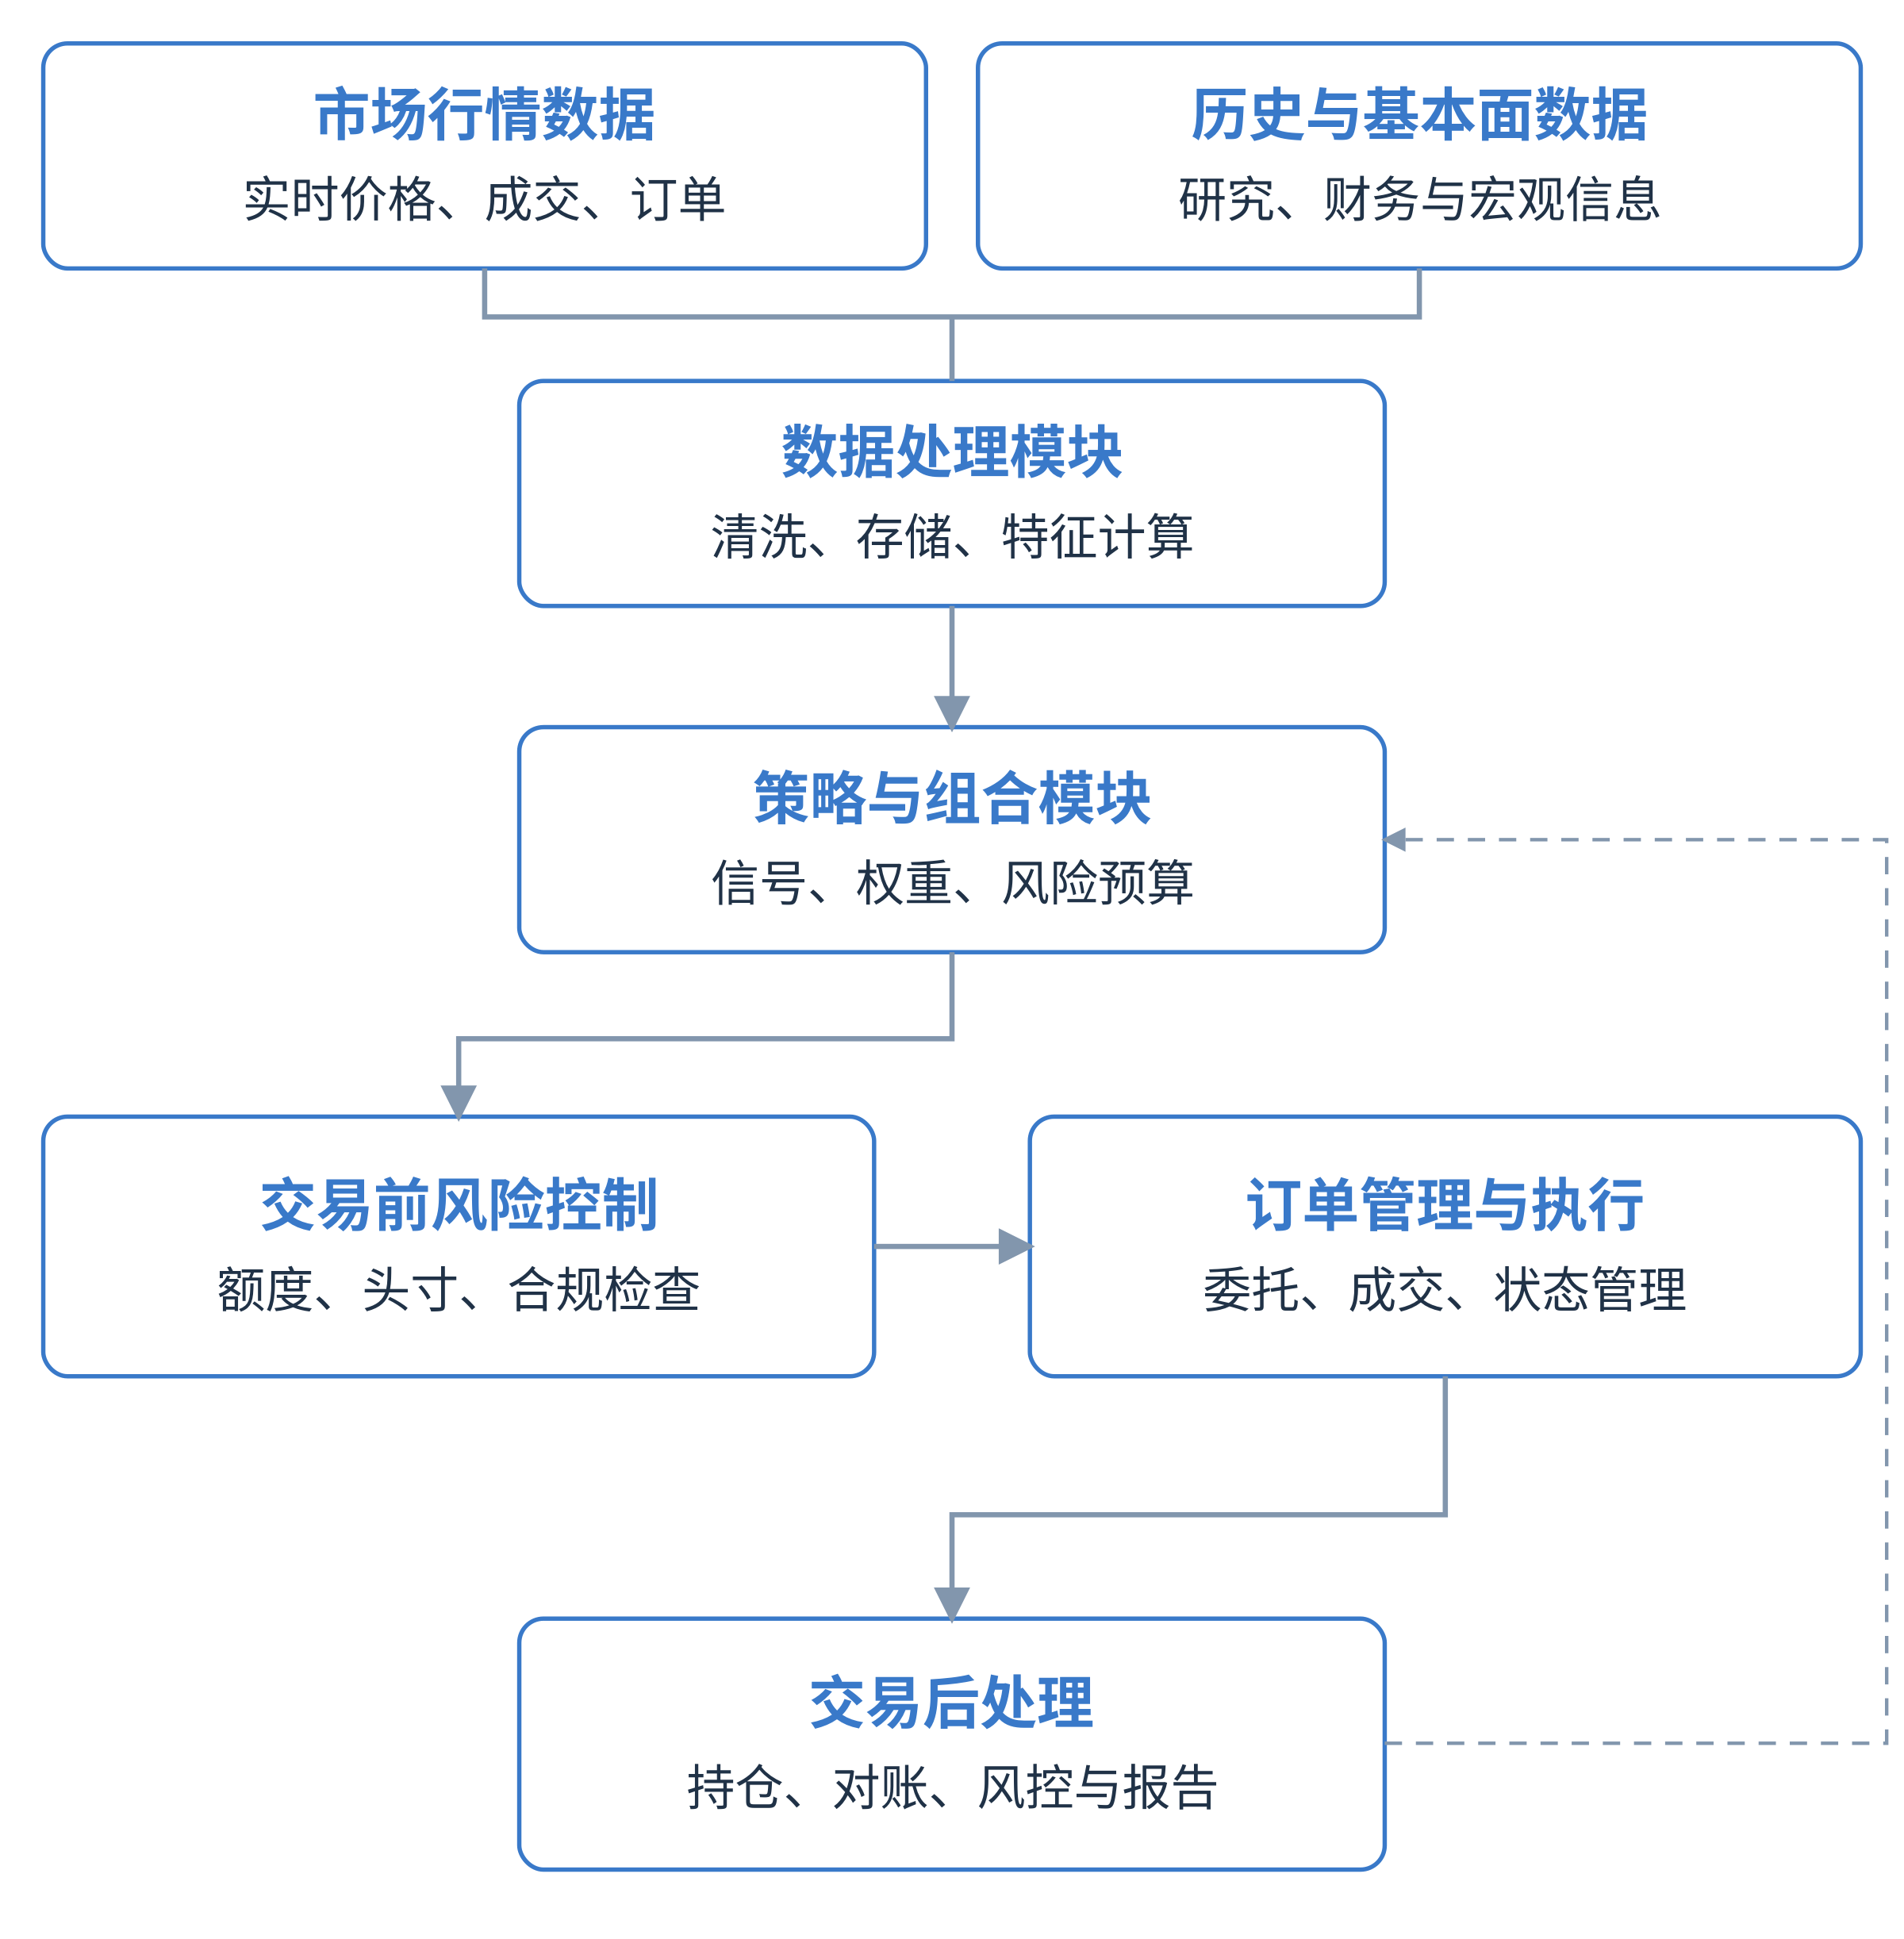 市场行情数据
实时价格、成交、订单
历史与基本面数据
研究、财务与宏观信息
数据处理模块
清洗、存储、特征计算
策略与组合模块
信号、权重、风险预算
交易前风险控制
额度、头寸、合规检查
订单管理与执行
委托、成交、状态管理
交易后处理
持仓、对账、风控与报告